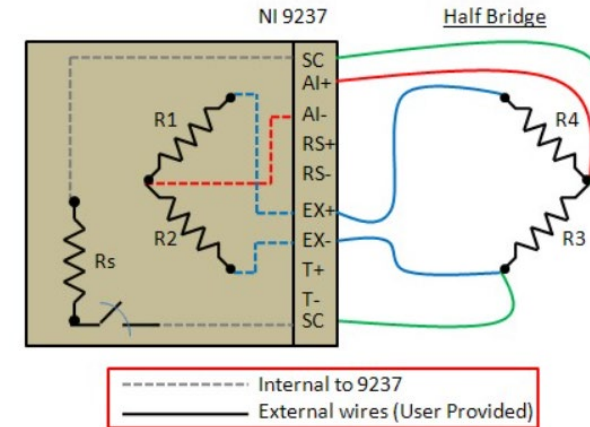 NI 9237
Half Bridge
SC
AI+
AI-
RS+
RS-
EX+
EX-
T+
T-
SC
R1
R2
Rs
R4
R3
Internal to 9237
External wires (User Provided)